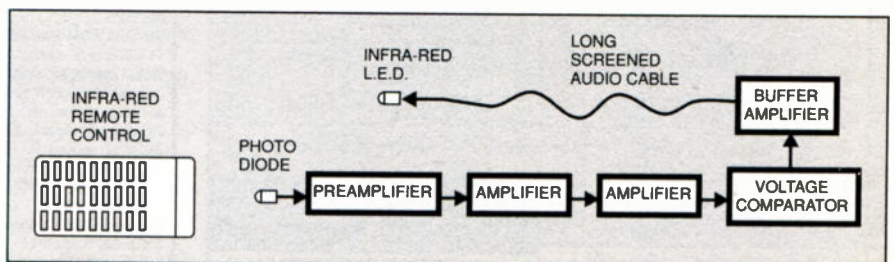 INFRA-RED
REMOTE
CONTROL
INFRA-RED
L.E.D.
LONG
SCREENED
AUDIO CABLE
BUFFER
AMPLIFIER
PHOTO
DIODE
PREAMPLIFIER
AMPLIFIER
AMPLIFIER
VOLTAGE
COMPARATOR